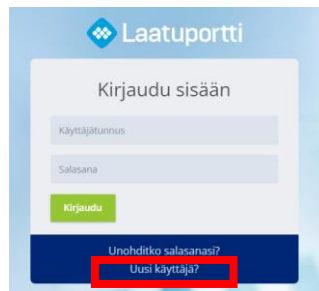 Laatuportti
Kirjaudu sisään
Käyttäjätunnus
Salasana
Kirjaudu
Unohditko salasanasi?
Uusi käyttäjä?